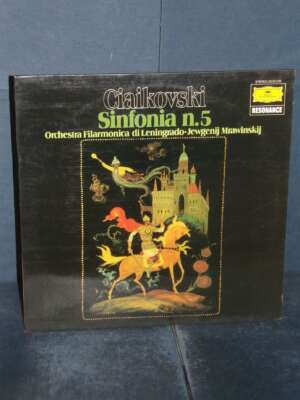 Ciaikovski
Sinfonia n.5
Orchestra Filarmonica di Leningrado-Jewgenij Mrawinskij
RESONANCE